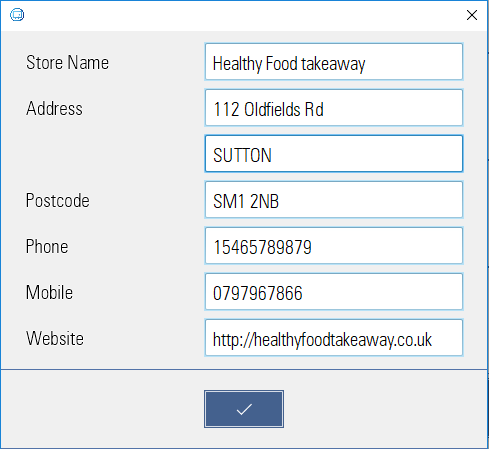 Store Name Healthy Food takeaway
Address 112 Oldfields Rd
SUTTON
Postcode SM1 2NB
Phone 15465789879
Mobile 0797967866
Website http://healthyfoodtakeaway.co.uk